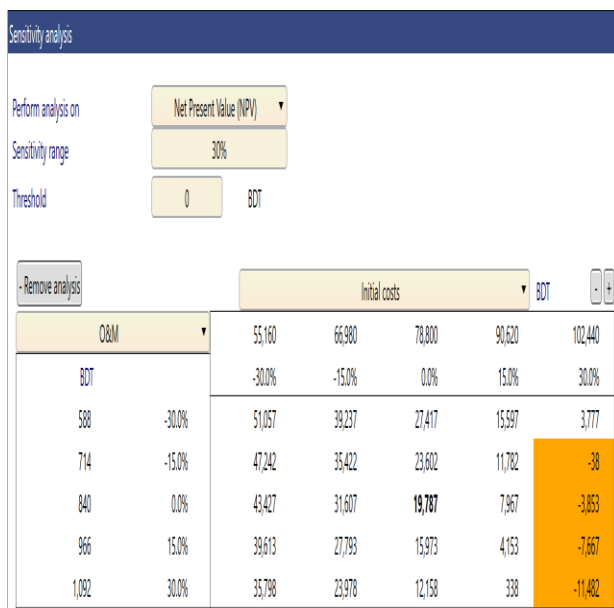 Sensitivity analysis
Perform analysis on Net Present Value (NPV)
Sensitivity range 30%
Threshold 0 BDT
- Remove analysis Initial costs BDT - +
O&M 55,160 66,980 78,800 90,620 102,440
BDT -30.0% -15.0% 0.0% 15.0% 30.0%
588 -30.0% 51,057 39,237 27,417 15,597 3,777
714 -15.0% 47,242 35,422 23,602 11,782 -38
840 0.0% 43,427 31,607 19,787 7,967 -3,853
966 15.0% 39,613 27,793 15,973 4,153 -7,667
1,092 30.0% 35,798 23,978 12,158 338 -11,482